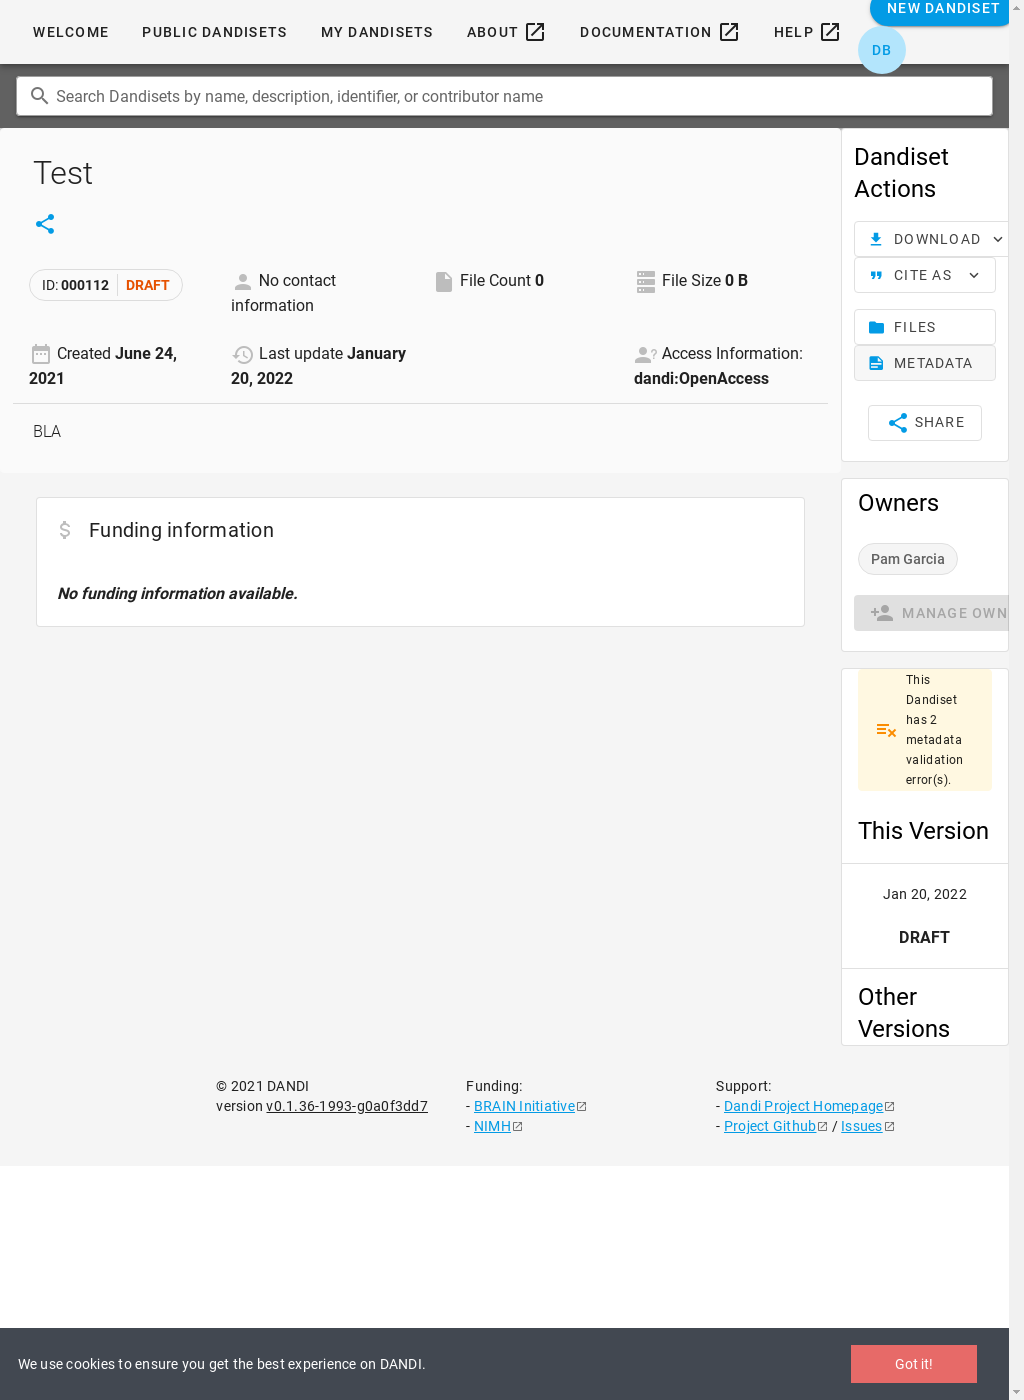 WELCOME
PUBLIC DANDISETS
MY DANDISETS
ABOUT
DOCUMENTATION
HELP
NEW DANDISET
DB
Search Dandisets by name, description, identifier, or contributor name
Test
ID: 000112 DRAFT
No contact
information
File Count 0
File Size 0 B
Created June 24,
2021
Last update January
20, 2022
Access Information:
dandi:OpenAccess
BLA
Funding information
No funding information available.
Dandiset
Actions
DOWNLOAD
CITE AS
FILES
METADATA
SHARE
Owners
Pam Garcia
MANAGE OWN
This
Dandiset
has 2
metadata
validation
error(s).
This Version
Jan 20, 2022
DRAFT
Other
Versions
© 2021 DANDI
version v0.1.36-1993-g0a0f3dd7
Funding:
- BRAIN Initiative
- NIMH
Support:
- Dandi Project Homepage
- Project Github / Issues
We use cookies to ensure you get the best experience on DANDI.
Got it!